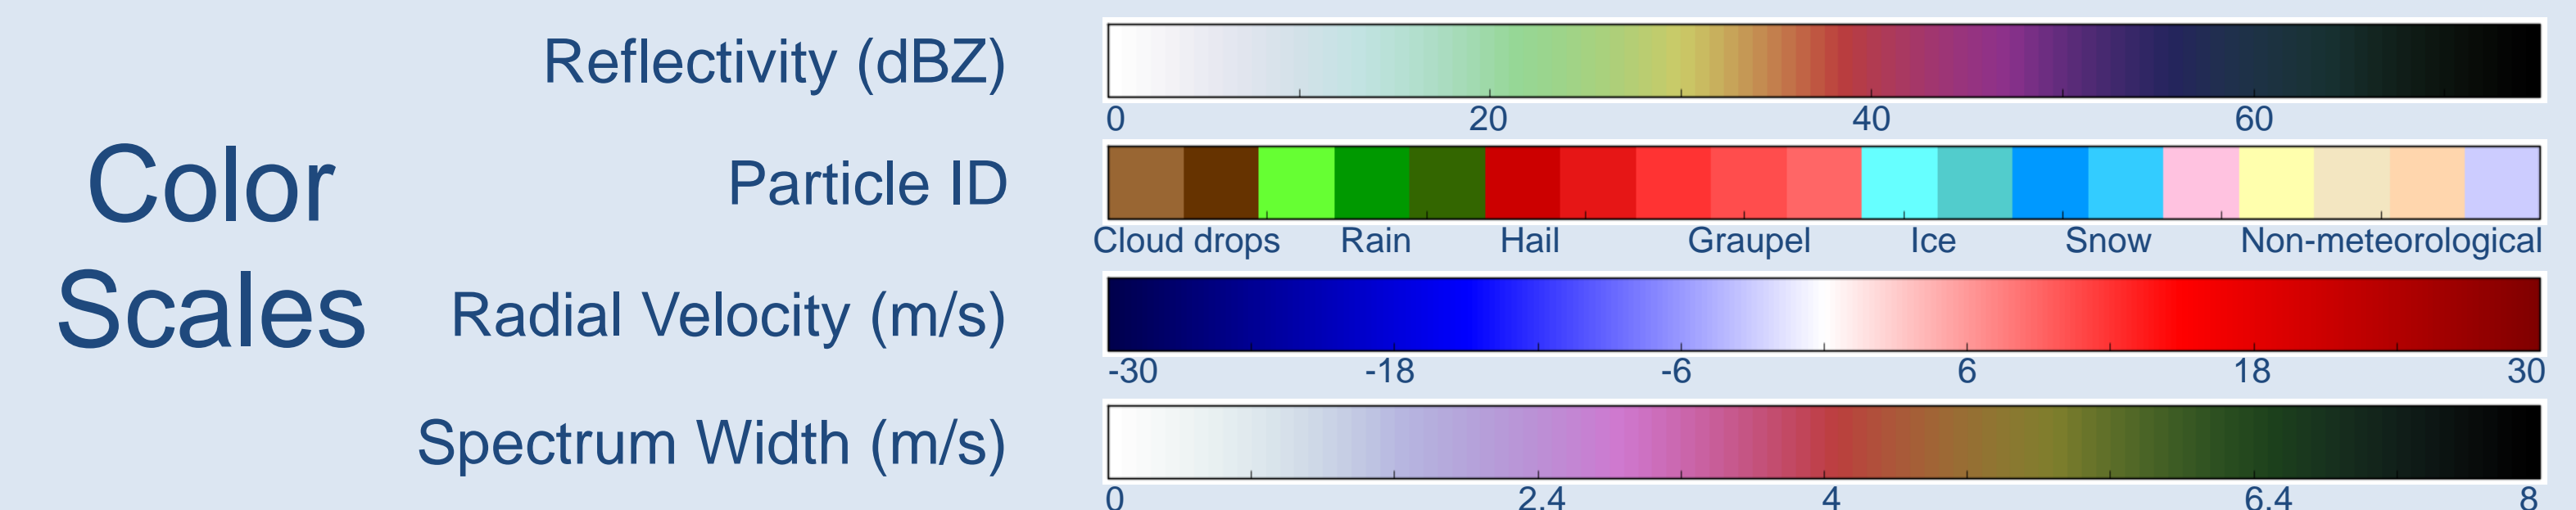 Color
Scales
Reflectivity (dBZ)
0 20 40 60
Particle ID
Cloud drops Rain Hail Graupel Ice Snow Non-meteorological
Radial Velocity (m/s)
-30 -18 -6 6 18 30
Spectrum Width (m/s)
0 2.4 4 6.4 8